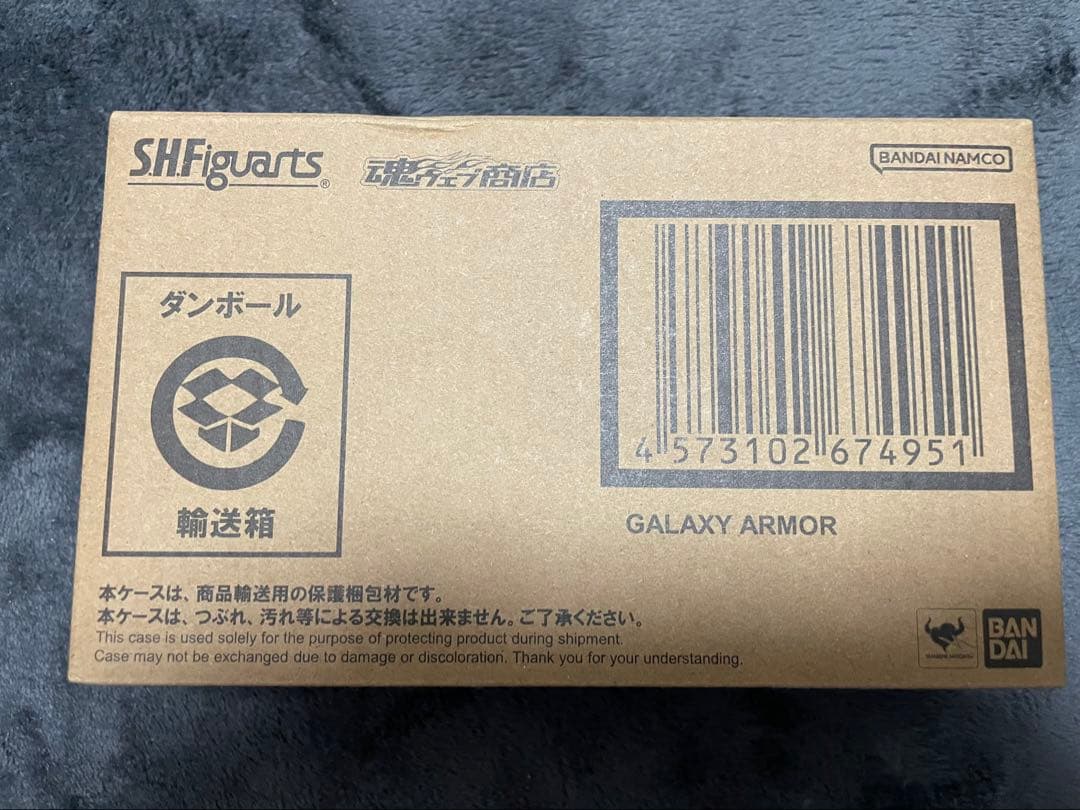 S.H.Figuarts®
魂ウェブ商店
BANDAI NAMCO
ダンボール
輸送箱
4 573102 674951
GALAXY ARMOR
本ケースは、商品輸送用の保護梱包材です。
本ケースは、つぶれ、汚れ等による交換は出来ません。ご了承ください。
This case is used solely for the purpose of protecting product during shipment.
Case may not be exchanged due to damage or discoloration. Thank you for your understanding.
BAN
DAI